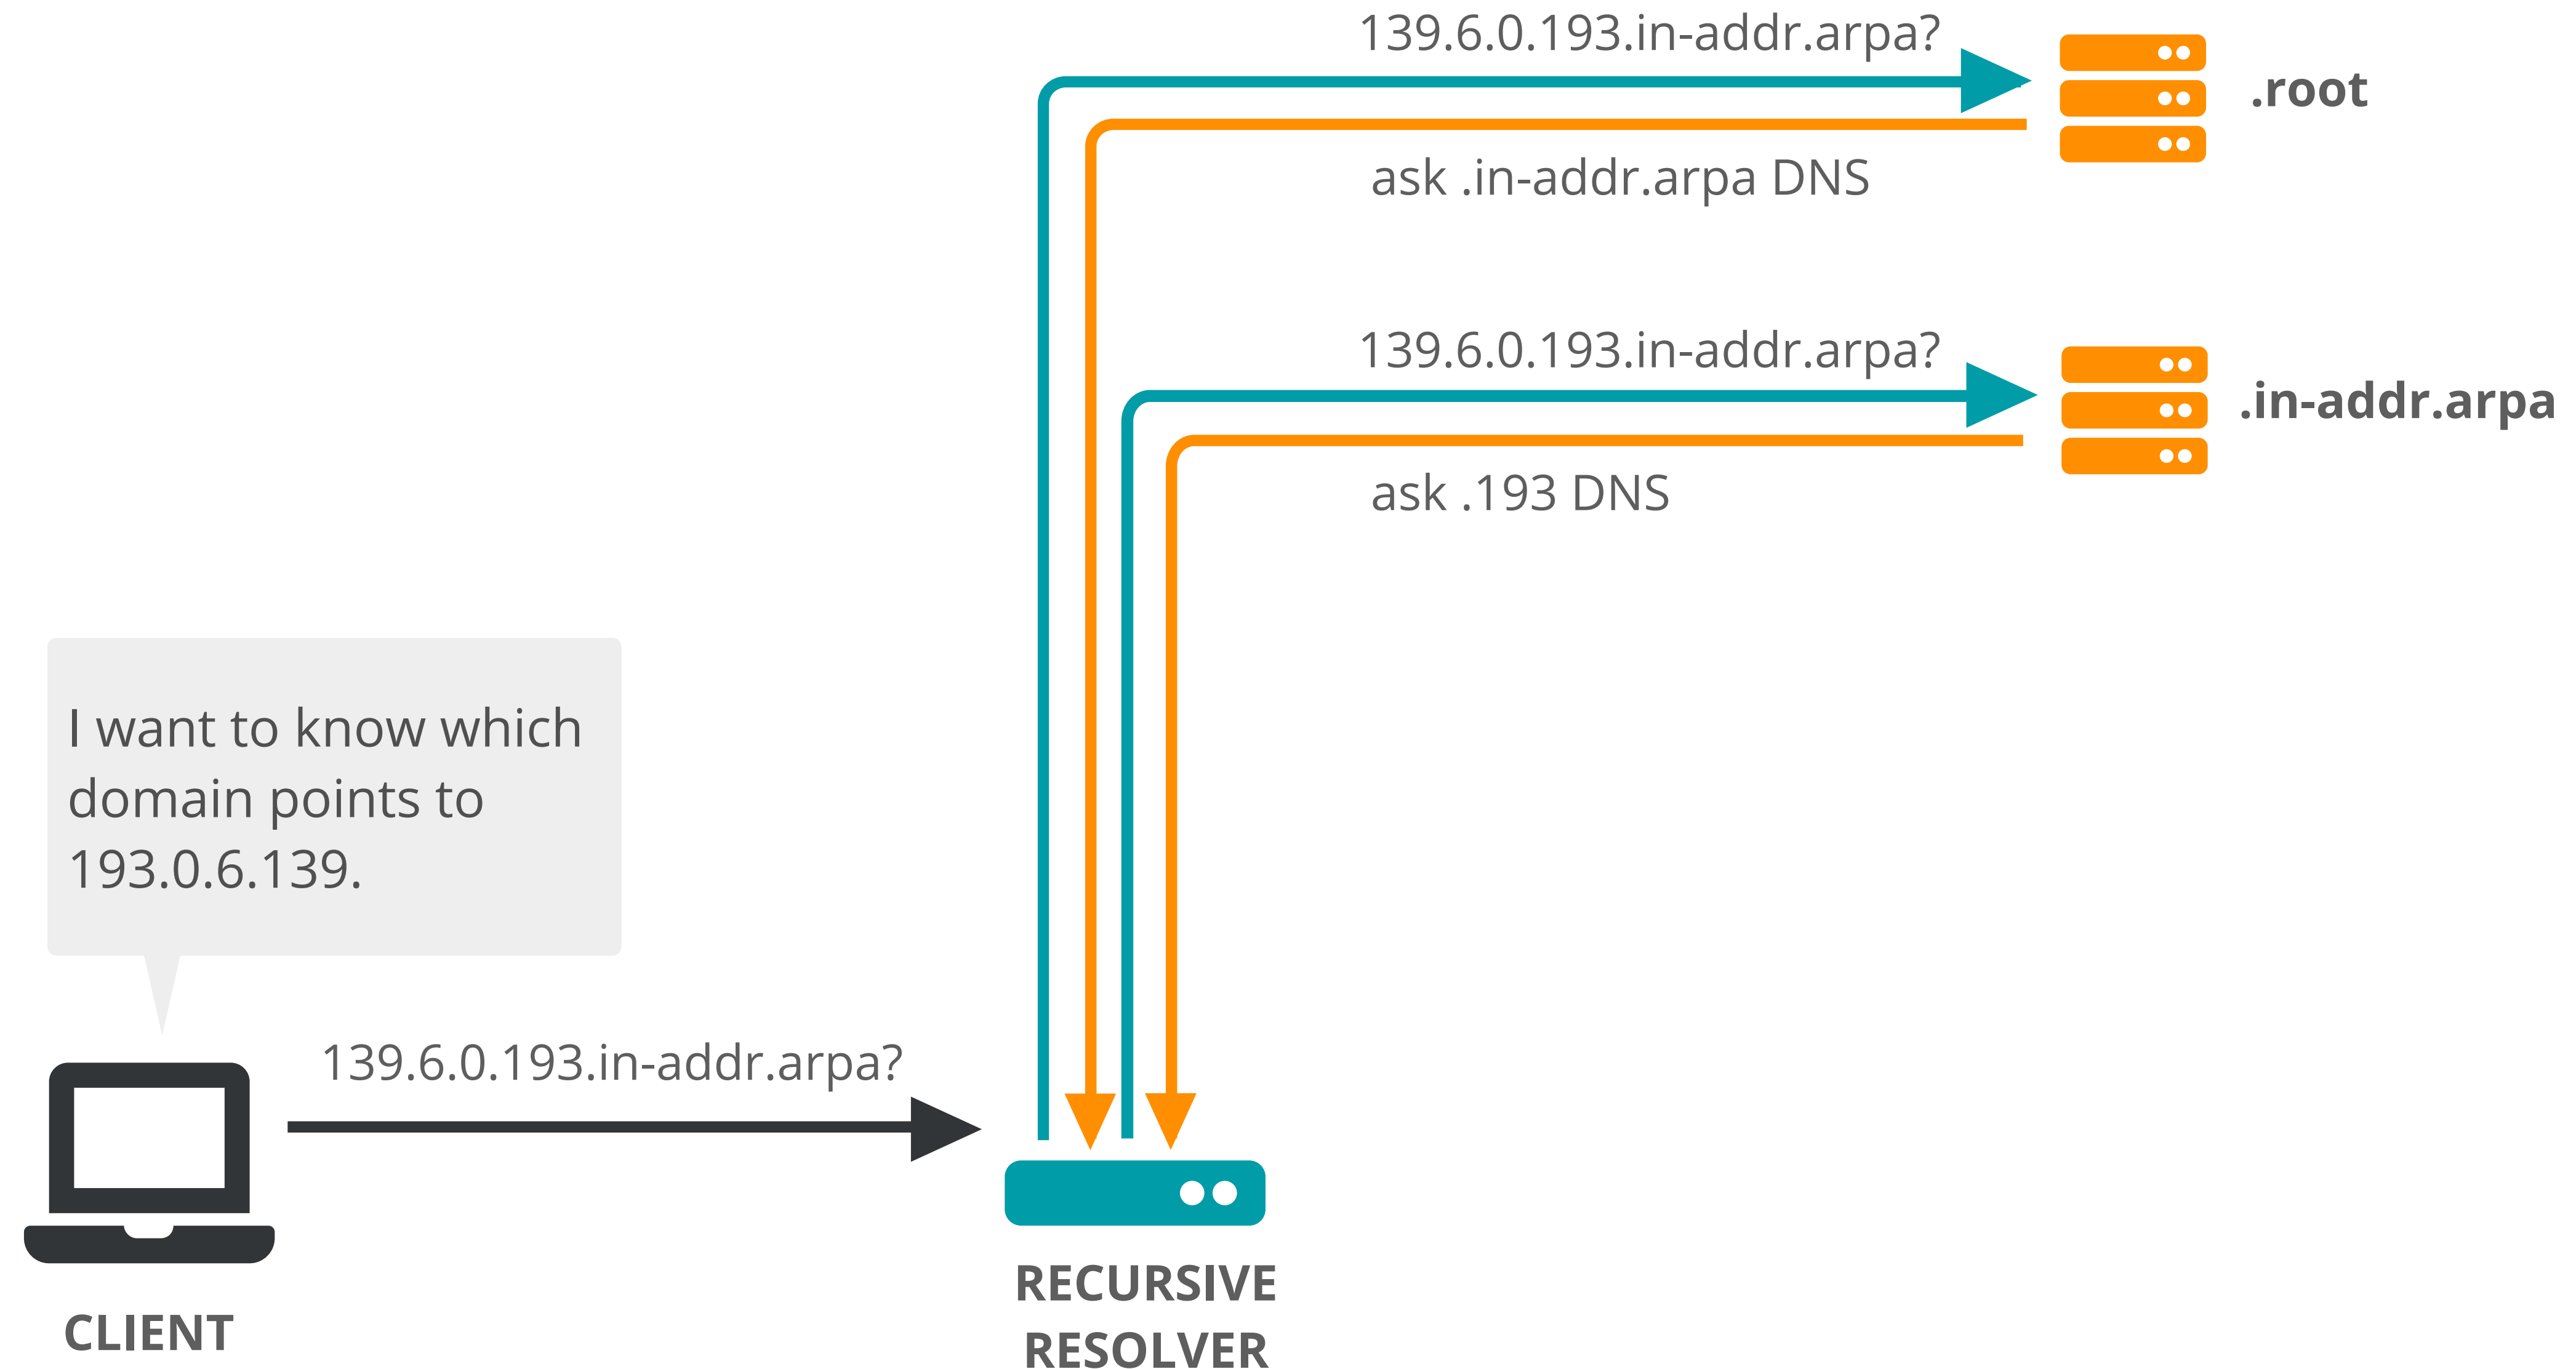 139.6.0.193.in-addr.arpa?
.root
ask .in-addr.arpa DNS
139.6.0.193.in-addr.arpa?
.in-addr.arpa
ask .193 DNS
I want to know which
domain points to
193.0.6.139.
139.6.0.193.in-addr.arpa?
CLIENT
RECURSIVE
RESOLVER